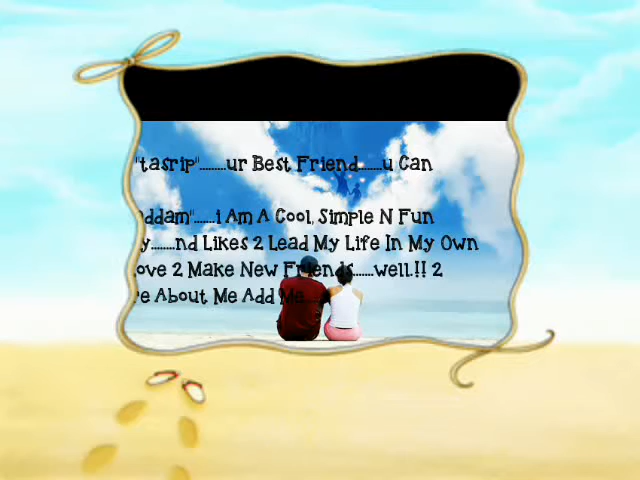 "tasrip"........ur Best Friend.......u Can
ddam"......i Am A Cool, Simple N Fun
y.......nd Likes 2 Lead My Life In My Own
ove 2 Make New Friends......well.!! 2
e About Me Add Me....